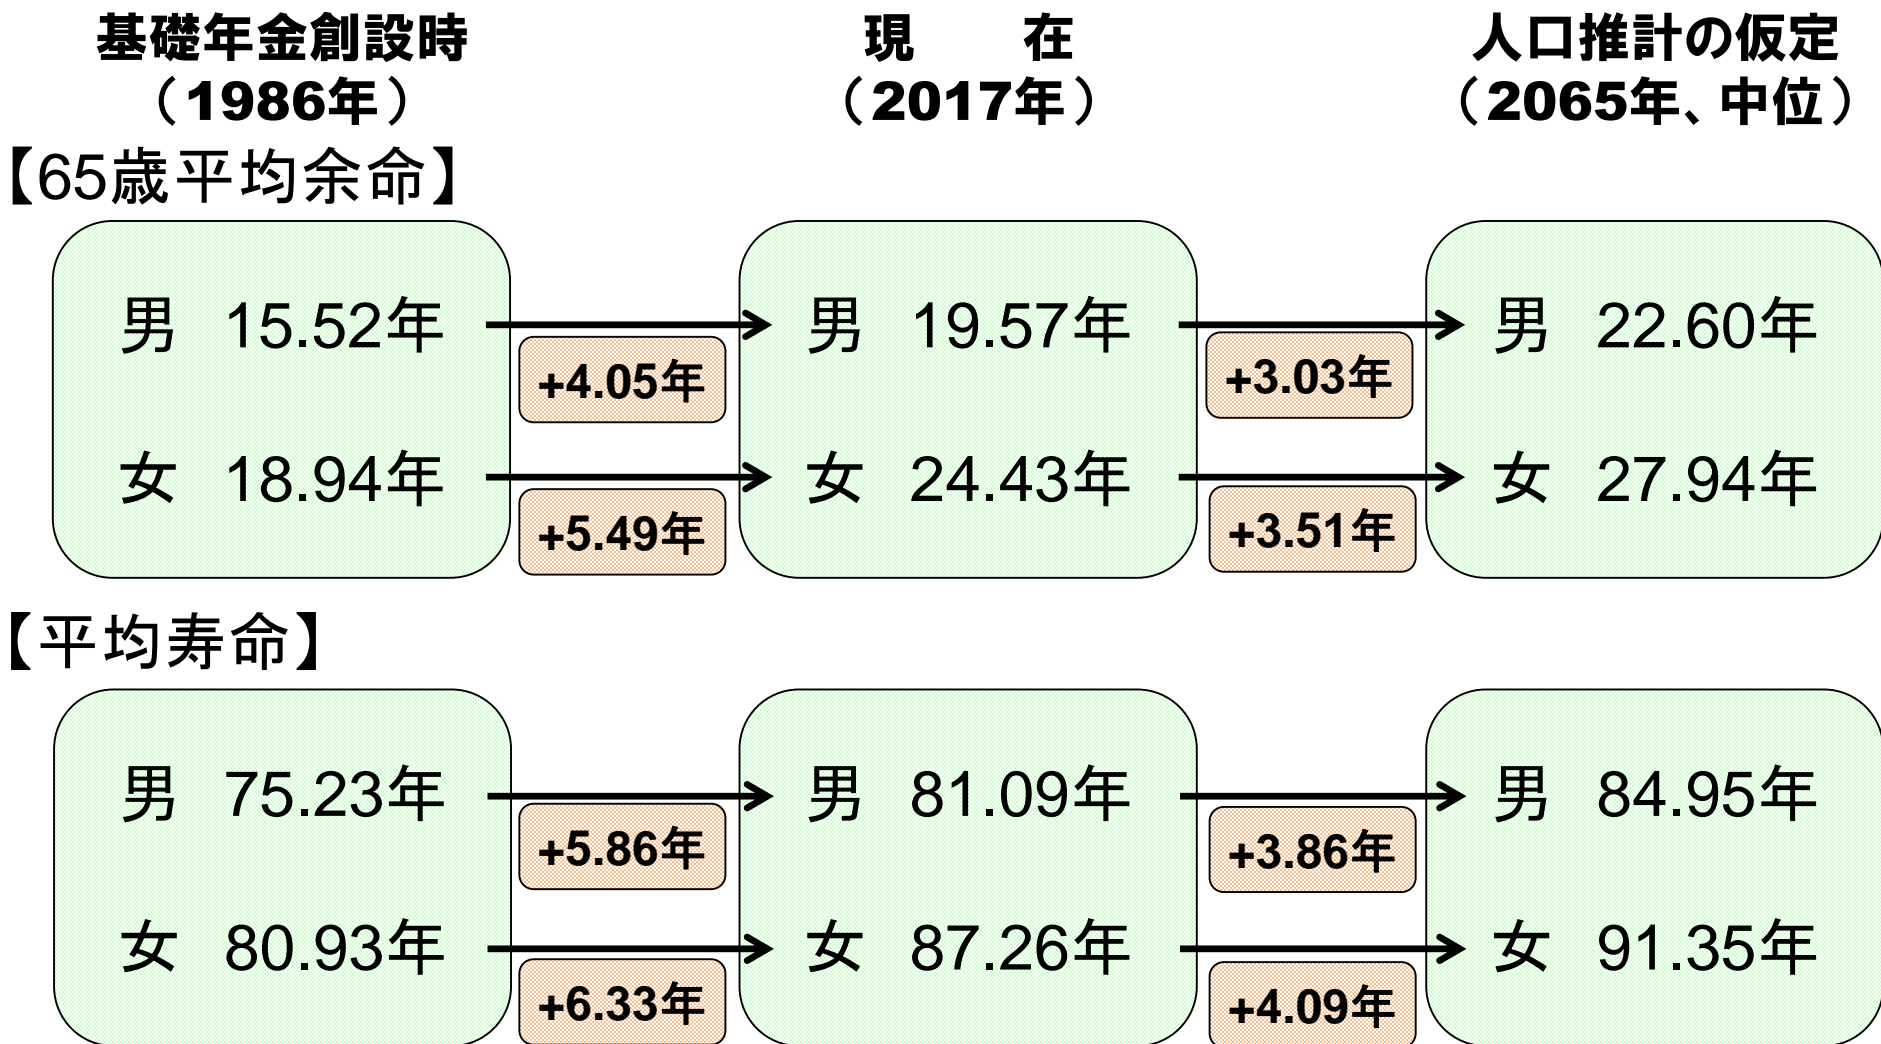 基礎年金創設時 現　在 人口推計の仮定
（1986年） （2017年） （2065年、中位）
【65歳平均余命】
男 15.52年 男 19.57年 男 22.60年
+4.05年 +3.03年
女 18.94年 女 24.43年 女 27.94年
+5.49年 +3.51年
【平均寿命】
男 75.23年 男 81.09年 男 84.95年
+5.86年 +3.86年
女 80.93年 女 87.26年 女 91.35年
+6.33年 +4.09年